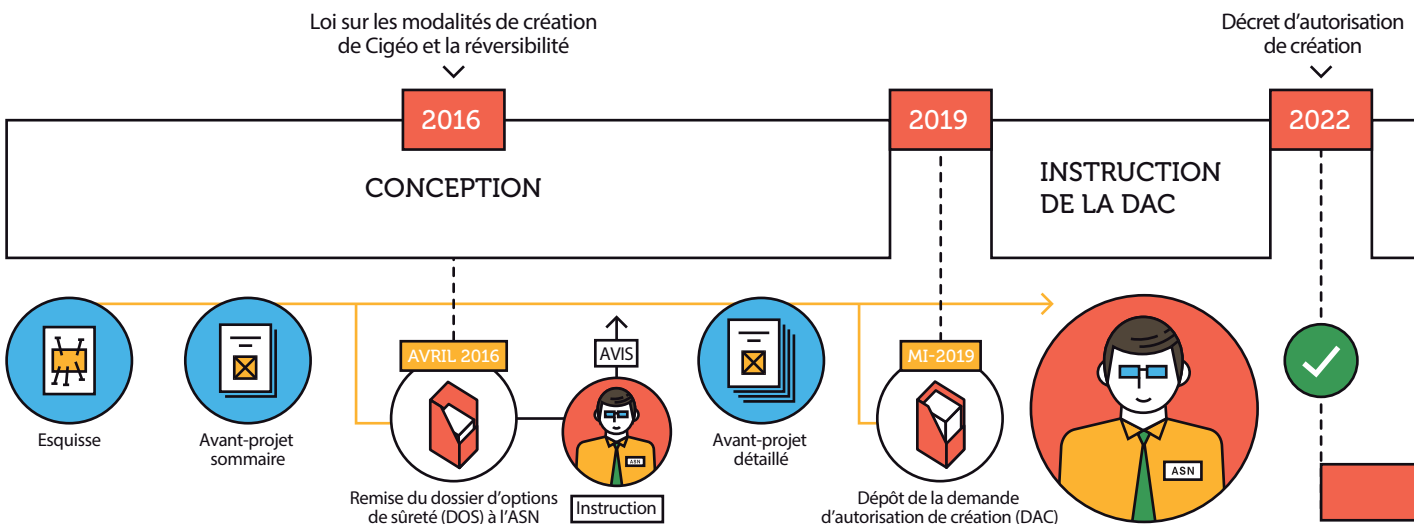 Loi sur les modalités de création
de Cigéo et la réversibilité
Décret d'autorisation
de création
2016
2019
2022
CONCEPTION
INSTRUCTION
DE LA DAC
AVRIL 2016
AVIS
MI-2019
Esquisse
Avant-projet
sommaire
ASN
Avant-projet
détaillé
ASN
Remise du dossier d'options
de sûreté (DOS) à l'ASN
Instruction
Dépôt de la demande
d'autorisation de création (DAC)